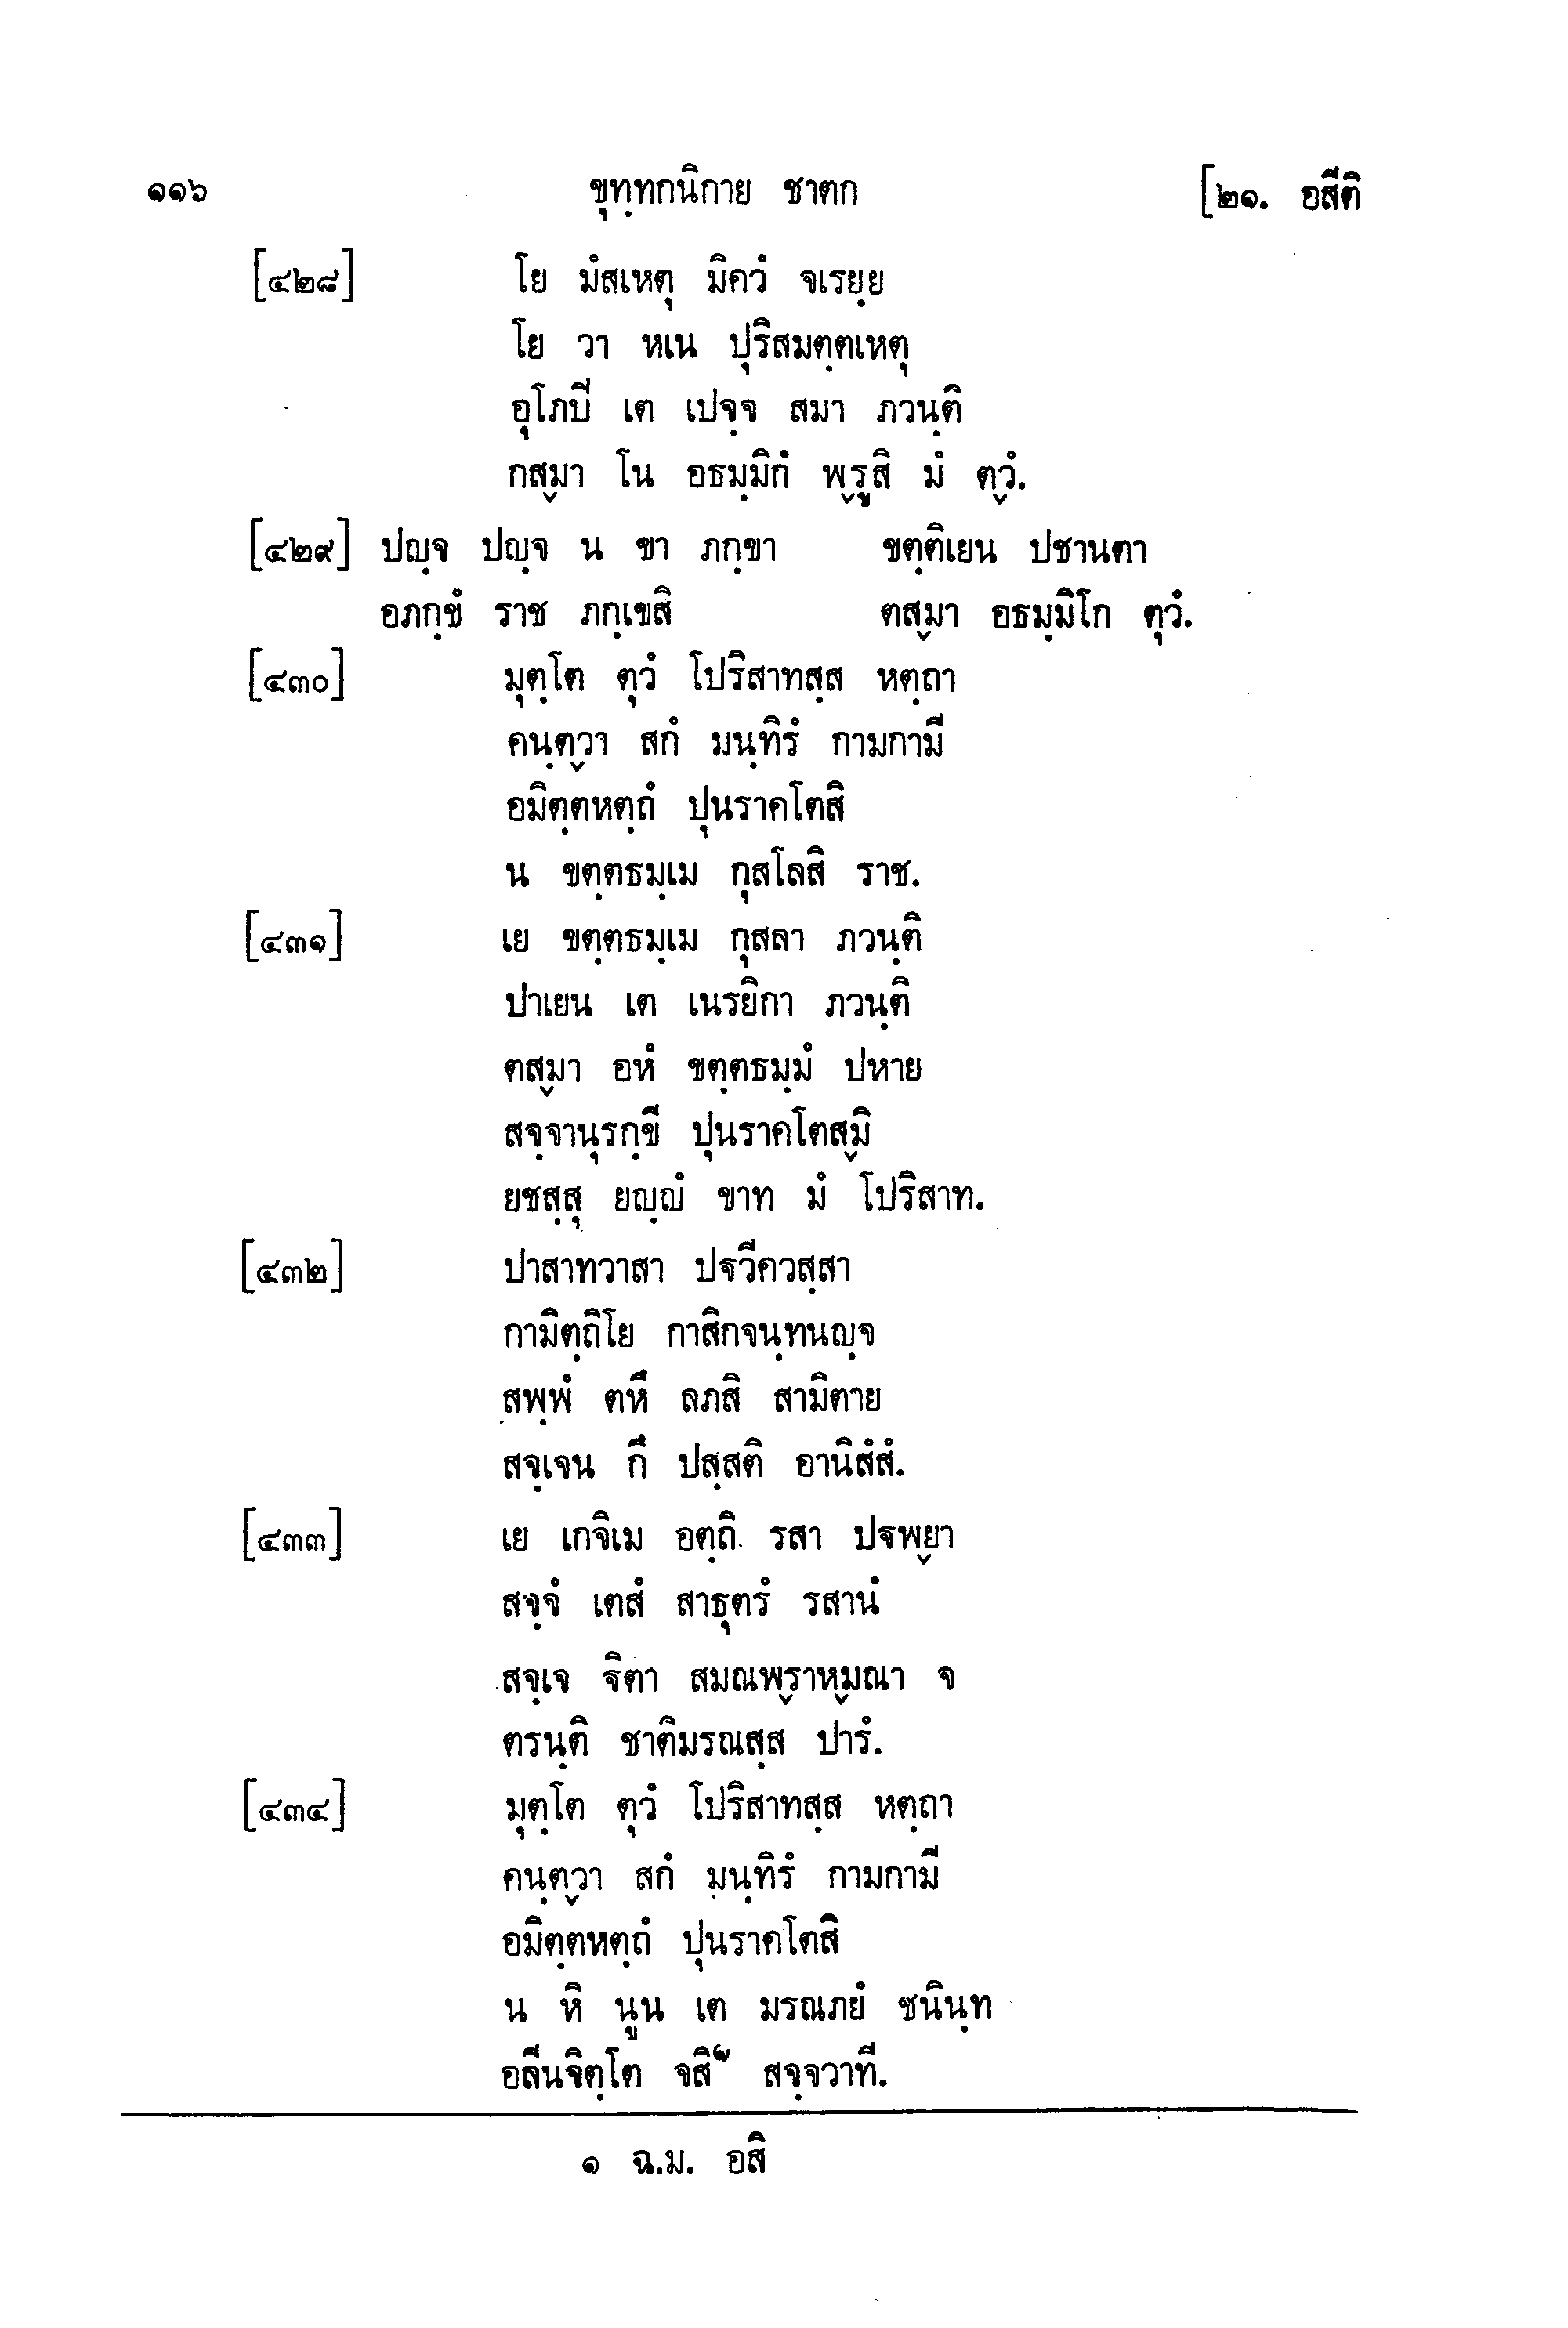 ๑๑๖ ขุทฺทกนิกาย ชาตก [๒๑. อสีติ
[๔๒๘] โย มํสเหตุ มิควํ จเรยฺย
โย วา หเน ปุริสมตฺตเหตุ
อุโภปิ เต เปจฺจ สมา ภวนฺติ
กสฺมา โน อธมฺมิกํ พฺรูสิ มํ ตฺวํ.
[๔๒๙] ปญฺจ ปญฺจ น ขา ภกฺขา ขตฺติเยน ปชานตา
อภกฺขํ ราช ภกฺเขสิ ตสฺมา อธมฺมิโก ตุวํ.
[๔๓๐] มุตฺโต ตุวํ โปริสาทสฺส หตฺถา
คนฺตฺวา สกํ มนฺทิรํ กามกามี
อมิตฺตหตฺถํ ปุนราคโตสิ
น ขตฺตธมฺเม กุสโลสิ ราช.
[๔๓๑] เย ขตฺตธมฺเม กุสลา ภวนฺติ
ปาเยน เต เนรยิกา ภวนฺติ
ตสฺมา อหํ ขตฺตธมฺมํ ปหาย
สจฺจานุรกฺขี ปุนราคโตสฺมิ
ยชสฺสุ ยญฺญํ ขาท มํ โปริสาท.
[๔๓๒] ปาสาทวาสา ปฐวีควสฺสา
กามิตฺถิโย กาสิกจนฺทนญฺจ
สพฺพํ ตหึ ลภสิ สามิตาย
สจฺเจน กึ ปสฺสติ อานิสํสํ.
[๔๓๓] เย เกจิเม อตฺถิ รสา ปฐพฺยา
สจฺจํ เตสํ สาธุตรํ รสานํ
สจฺเจ ฐิตา สมณพฺราหฺมณา จ
ตรนฺติ ชาติมรณสฺส ปารํ.
[๔๓๔] มุตฺโต ตุวํ โปริสาทสฺส หตฺถา
คนฺตฺวา สกํ มนฺทิรํ กามกามี
อมิตฺตหตฺถํ ปุนราคโตสิ
น หิ นูน เต มรณภยํ ชนินฺท
อลีนจิตฺโต จสิ๑ สจฺจวาที.
๑ ฉ.ม. อสิ